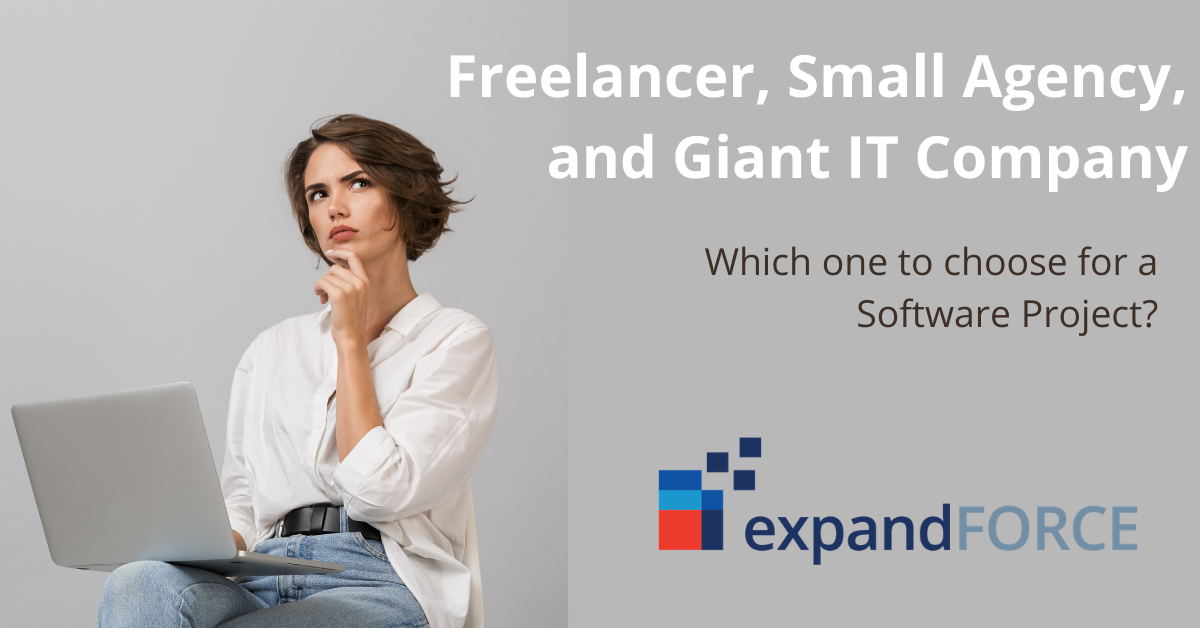 Freelancer, Small Agency,
and Giant IT Company
Which one to choose for a
Software Project?
expandFORCE